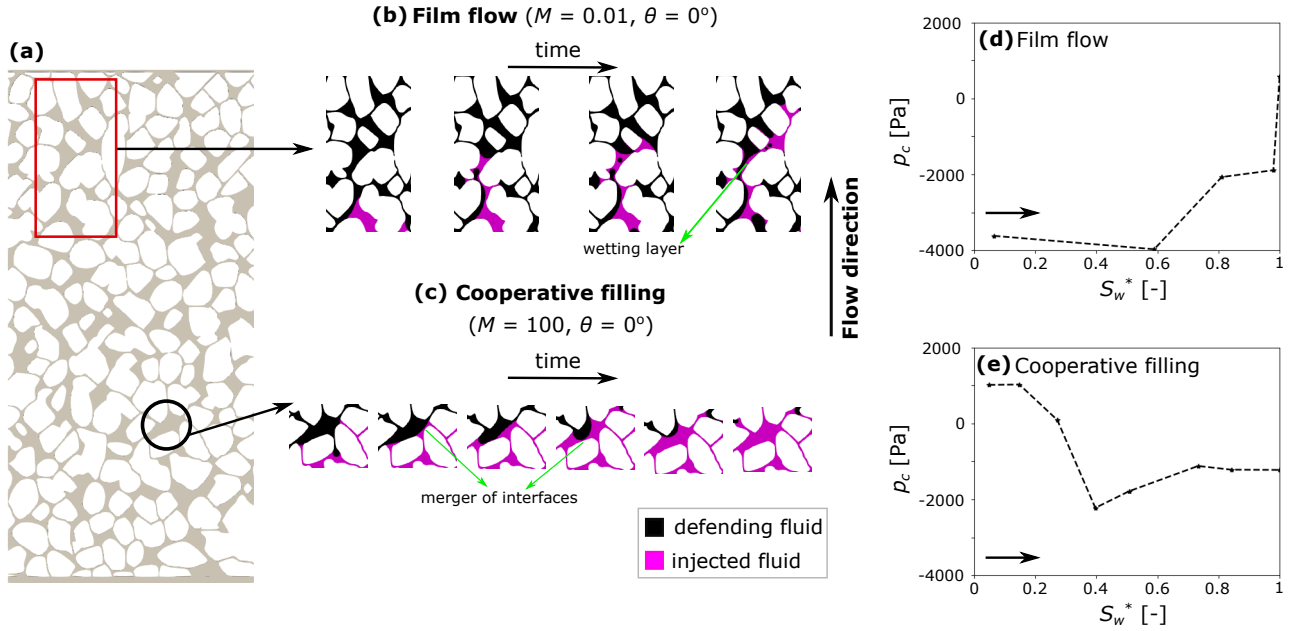 (a)
(b) Film flow (M = 0.01, θ = 0º)
time
wetting layer
(c) Cooperative filling
(M = 100, θ = 0º)
time
merger of interfaces
defending fluid
injected fluid
Flow direction
(d) Film flow
2000
0
-2000
-4000
p_c [Pa]
0 0.2 0.4 0.6 0.8 1
S_w* [-]
(e) Cooperative filling
2000
0
-2000
-4000
p_c [Pa]
0 0.2 0.4 0.6 0.8 1
S_w* [-]